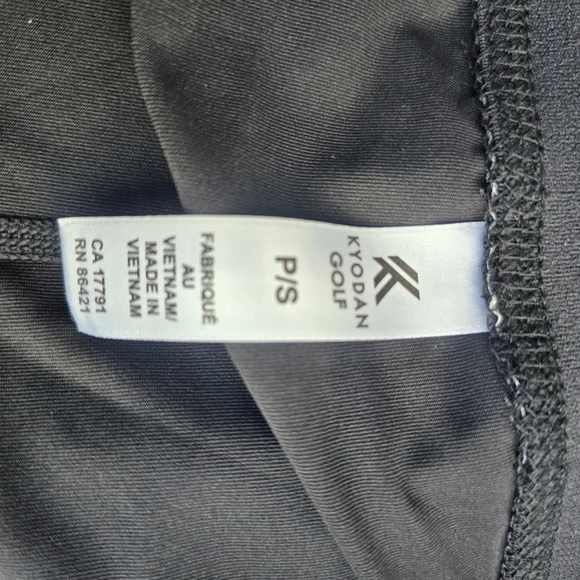 KYODAN
GOLF
P/S
FABRIQUÉ
AU
VIETNAM/
MADE IN
VIETNAM
CA 17791
RN 86421